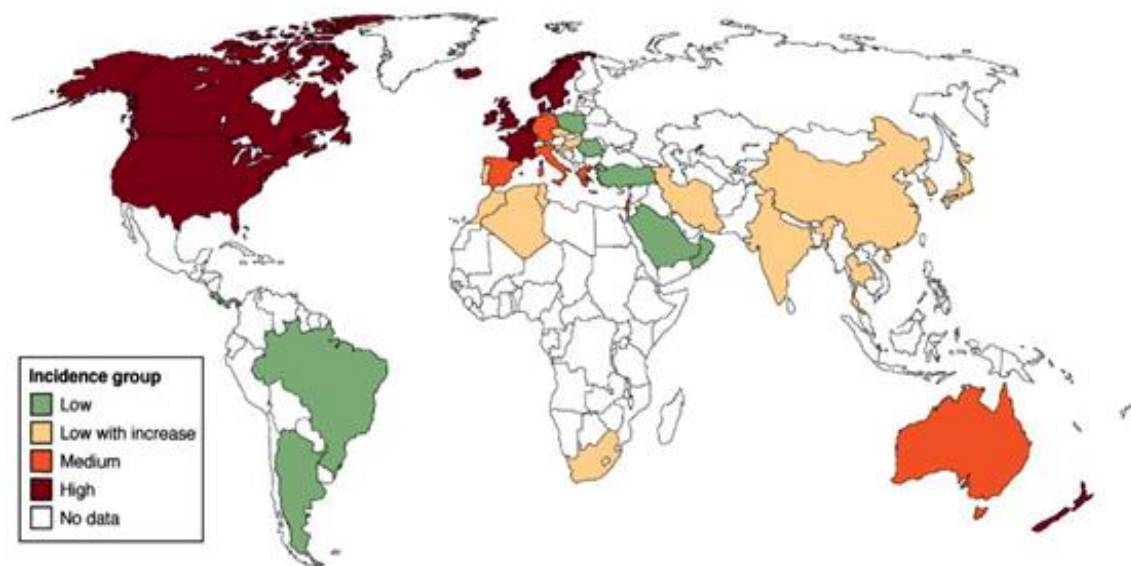 Incidence group
Low
Low with increase
Medium
High
No data